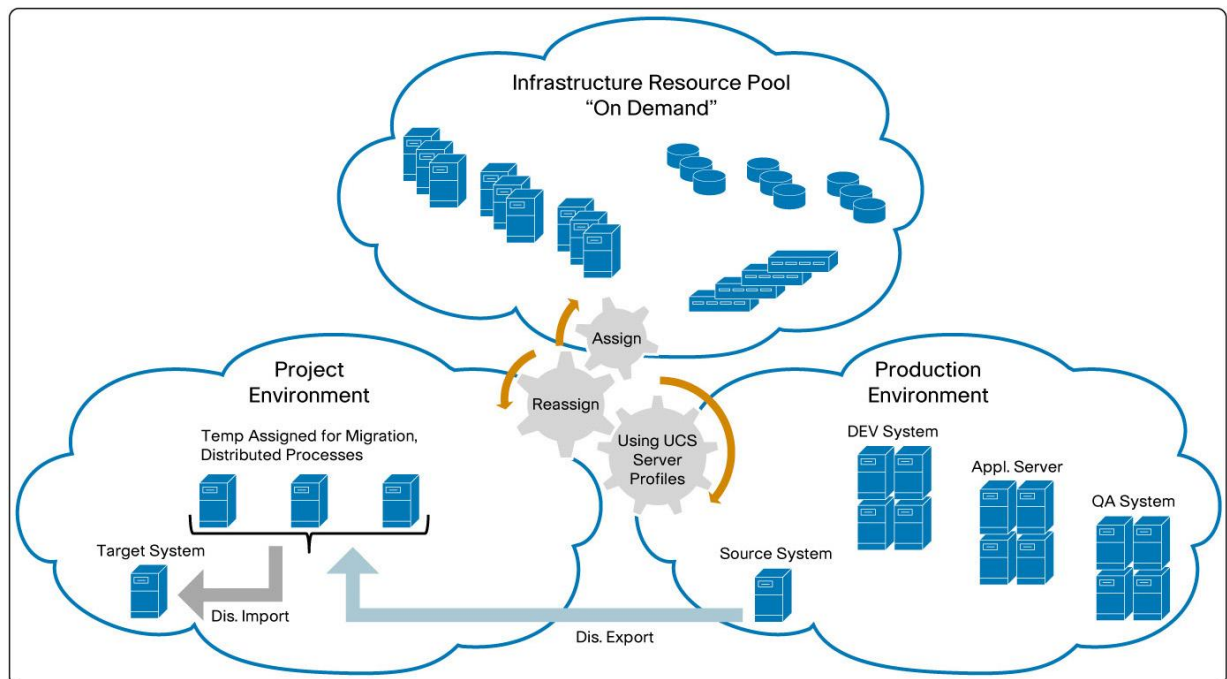 Infrastructure Resource Pool
“On Demand”
Assign
Reassign
Using UCS
Server
Profiles
Project
Environment
Temp Assigned for Migration,
Distributed Processes
Target System
Dis. Import
Dis. Export
Production
Environment
DEV System
Appl. Server
QA System
Source System